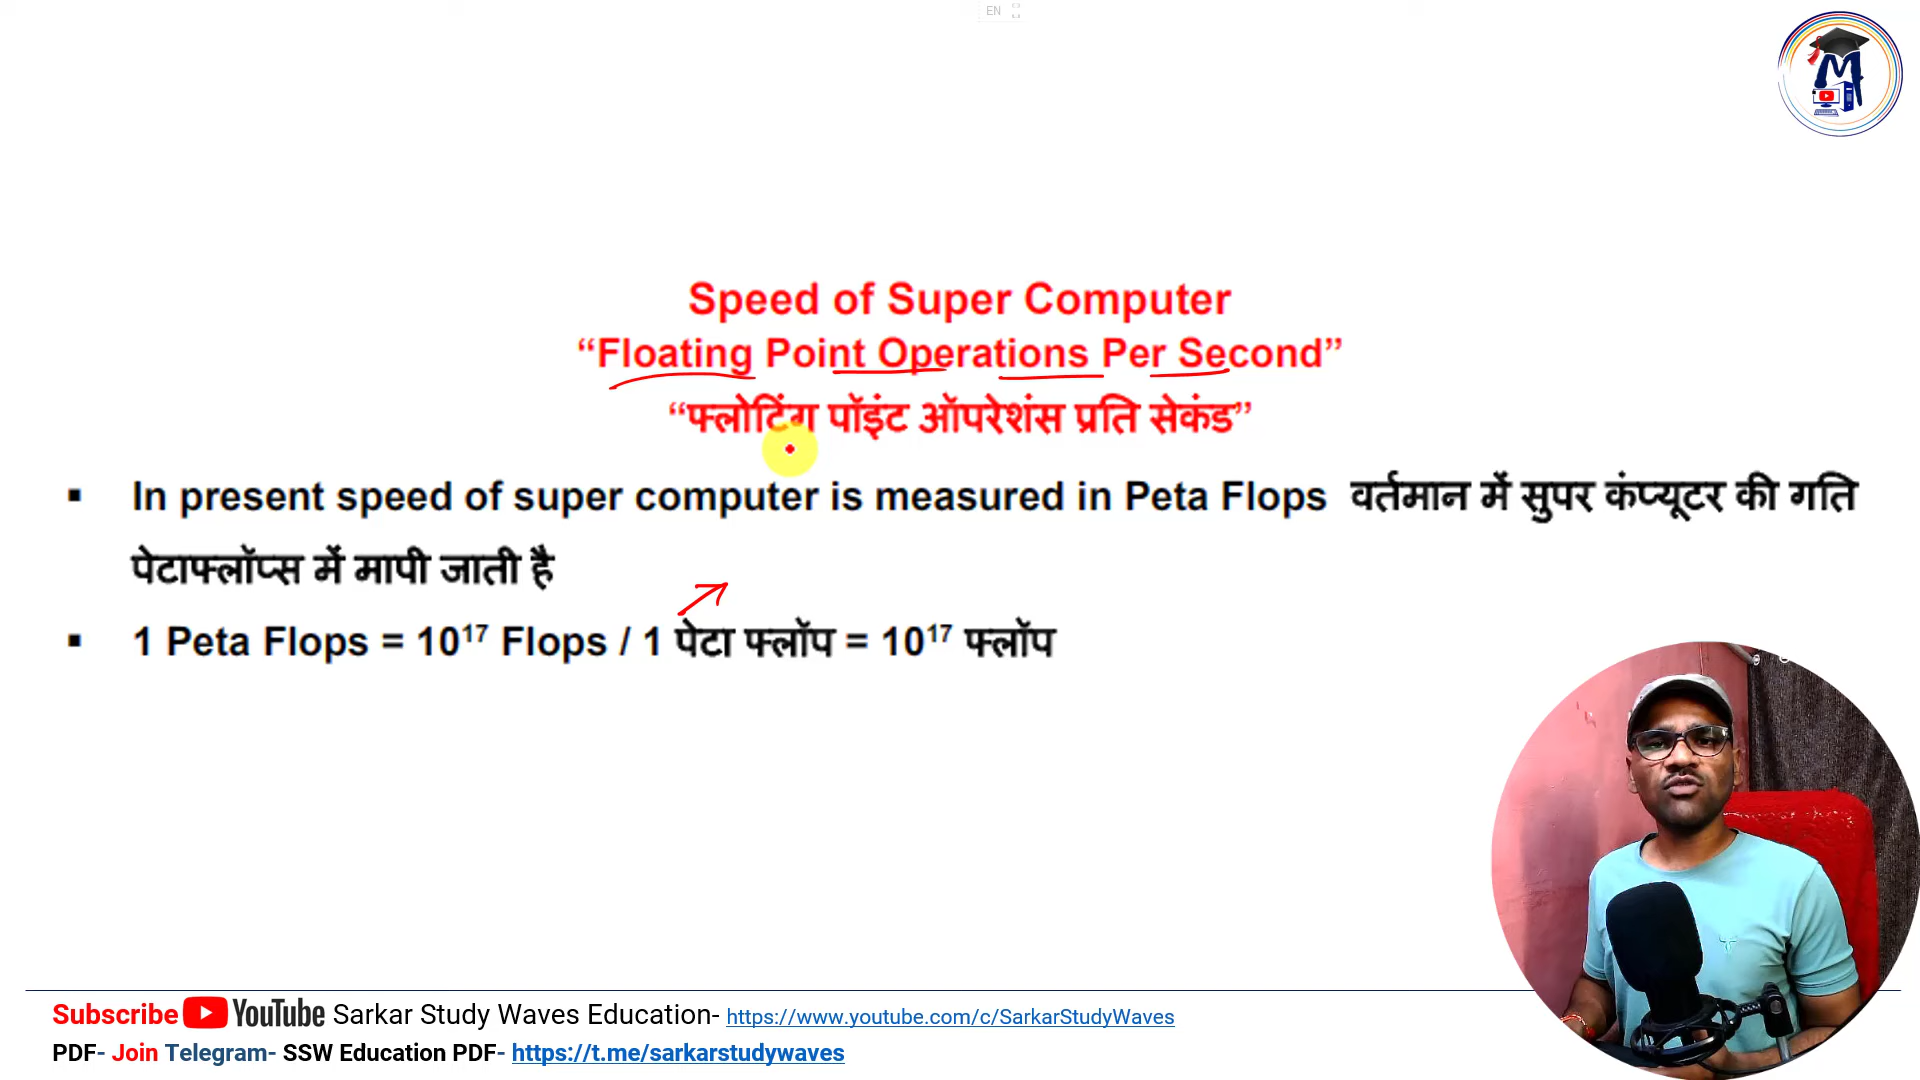 EN
Speed of Super Computer
“Floating Point Operations Per Second”
“फ्लोटिंग पॉइंट ऑपरेशंस प्रति सेकंड”
▪ In present speed of super computer is measured in Peta Flops वर्तमान में सुपर कंप्यूटर की गति
पेटाफ्लॉप्स में मापी जाती है
▪ 1 Peta Flops = 10¹⁷ Flops / 1 पेटा फ्लॉप = 10¹⁷ फ्लॉप
Subscribe YouTube Sarkar Study Waves Education- https://www.youtube.com/c/SarkarStudyWaves
PDF- Join Telegram- SSW Education PDF- https://t.me/sarkarstudywaves